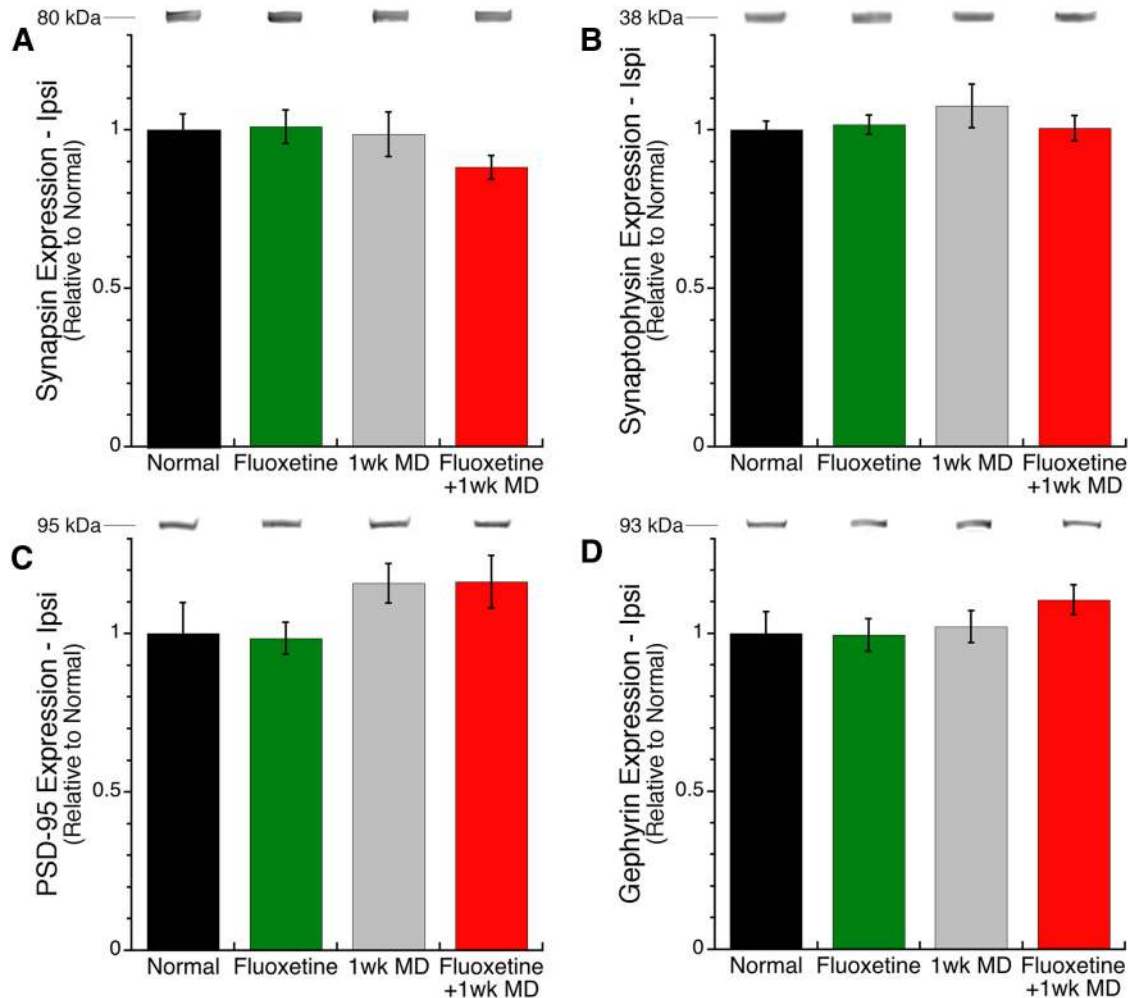 A
80 kDa
Synapsin Expression - Ipsi
(Relative to Normal)
1
0.5
0
Normal
Fluoxetine
1wk MD
Fluoxetine
+1wk MD
B
38 kDa
Synaptophysin Expression - Ispi
(Relative to Normal)
1
0.5
0
Normal
Fluoxetine
1wk MD
Fluoxetine
+1wk MD
C
95 kDa
PSD-95 Expression - Ipsi
(Relative to Normal)
1
0.5
0
Normal
Fluoxetine
1wk MD
Fluoxetine
+1wk MD
D
93 kDa
Gephyrin Expression - Ipsi
(Relative to Normal)
1
0.5
0
Normal
Fluoxetine
1wk MD
Fluoxetine
+1wk MD